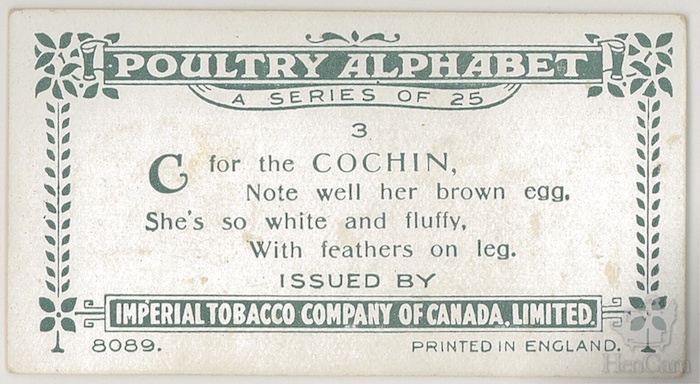 POULTRY ALPHABET
A SERIES OF 25
3
C for the COCHIN,
Note well her brown egg,
She's so white and fluffy,
With feathers on leg.
ISSUED BY
IMPERIAL TOBACCO COMPANY OF CANADA, LIMITED.
8089. PRINTED IN ENGLAND.
HenCam